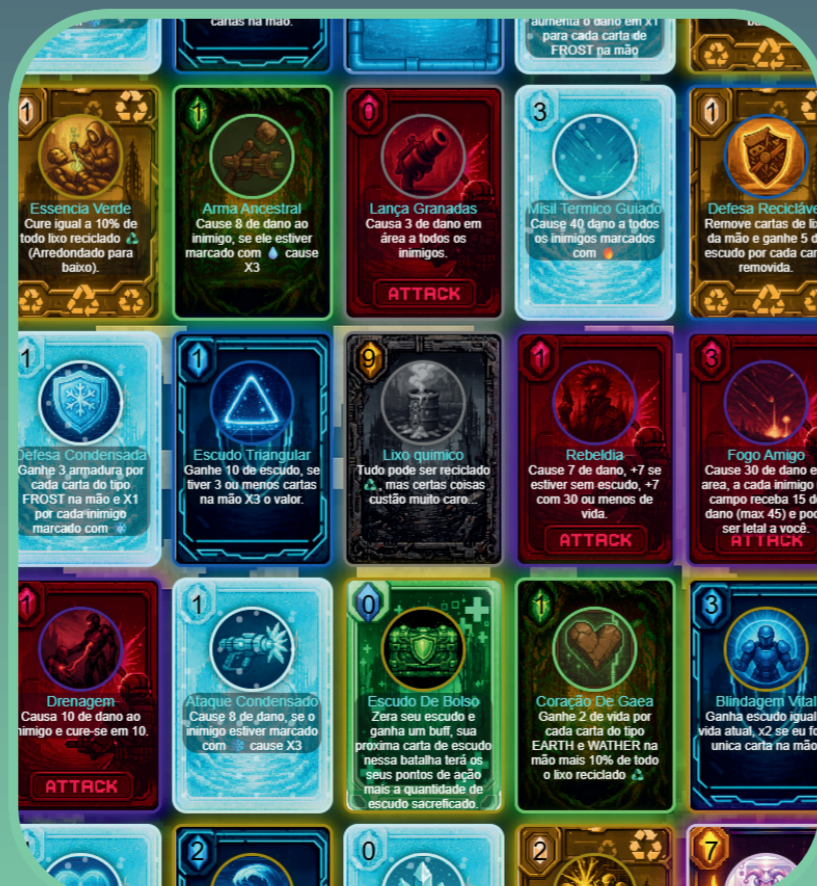 cartas na mão.
aumenta o dano em X1
para cada carta de
FROST na mão
1
Essencia Verde
Cure igual a 10% de
todo lixo reciclado
(Arredondado para
baixo).
1
Arma Ancestral
Cause 8 de dano ao
inimigo, se ele estiver
marcado com cause
X3
0
Lança Granadas
Causa 3 de dano em
área a todos os
inimigos.
ATTACK
3
Misil Termico Guiado
Cause 40 dano a todos
os inimigos marcados
com
1
Defesa Recicláve
Remove cartas de li
da mão e ganhe 5 d
escudo por cada car
removida.
1
Defesa Condensada
Ganhe 3 armadura por
cada carta do tipo
FROST na mão e X1
por cada inimigo
marcado com
1
Escudo Triangular
Ganhe 10 de escudo, se
tiver 3 ou menos cartas
na mão X3 o valor.
9
Lixo quimico
Tudo pode ser reciclado
, mas certas coisas
custão muito caro...
1
Rebeldia
Cause 7 de dano, +7 se
estiver sem escudo, +7
com 30 ou menos de
vida.
ATTACK
3
Fogo Amigo
Cause 30 de dano e
area, a cada inimigo
campo receba 15 d
dano (max 45) e pod
ser letal a você.
ATTACK
1
Drenagem
Causa 10 de dano ao
nimigo e cure-se em 10.
ATTACK
1
Ataque Condensado
Cause 8 de dano, se o
inimigo estiver marcado
com cause X3
0
Escudo De Bolso
Zera seu escudo e
ganha um buff, sua
próxima carta de escudo
nessa batalha terá os
seus pontos de ação
mais a quantidade de
escudo sacreficado.
1
Coração De Gaea
Ganhe 2 de vida por
cada carta do tipo
EARTH e WATHER na
mão mais 10% de todo
o lixo reciclado
3
Blindagem Vital
Ganha escudo igual
vida atual, x2 se eu fo
unica carta na mão
2
0
2
7